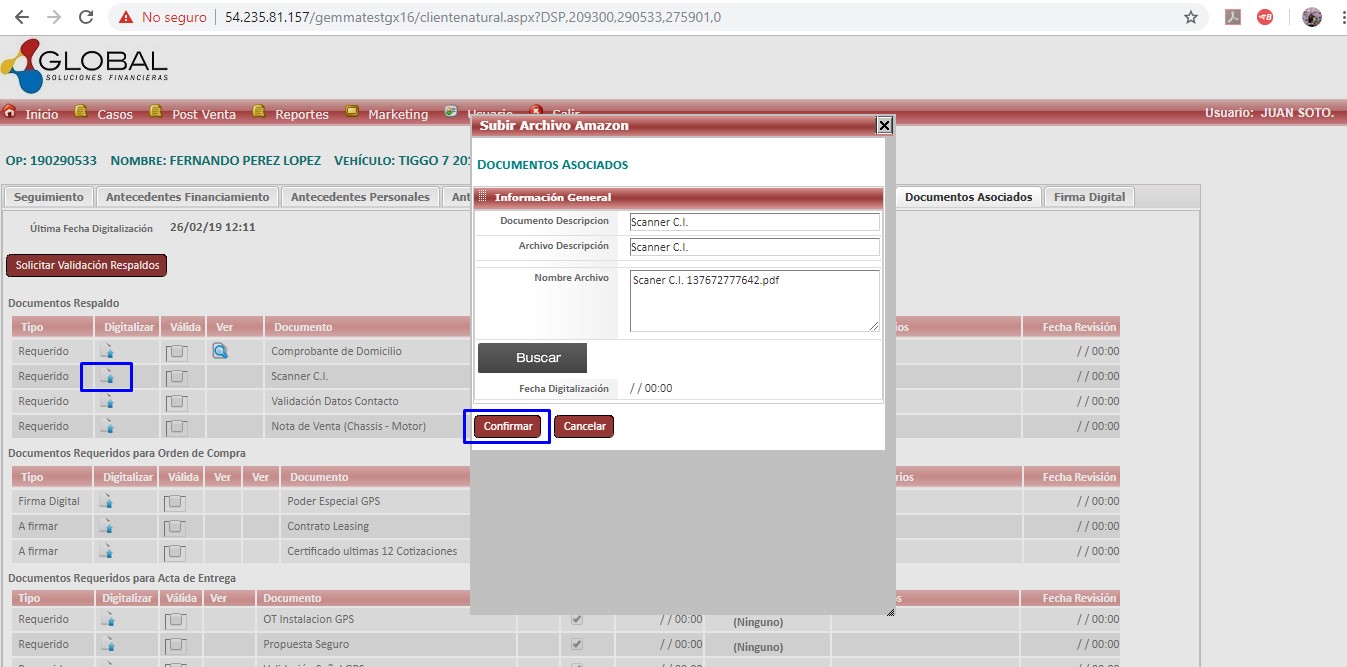 No seguro | 54.235.81.157/gemmatestgx16/clientenatural.aspx?DSP,209300,290533,275901,0
GLOBAL
SOLUCIONES FINANCIERAS
Inicio Casos Post Venta Reportes Marketing Usuario Salir Usuario: JUAN SOTO.
Subir Archivo Amazon
OP: 190290533 NOMBRE: FERNANDO PEREZ LOPEZ VEHÍCULO: TIGGO 7 201
DOCUMENTOS ASOCIADOS
Seguimiento Antecedentes Financiamiento Antecedentes Personales Ant Documentos Asociados Firma Digital
Información General
Última Fecha Digitalización 26/02/19 12:11
Documento Descripcion Scanner C.I.
Archivo Descripción Scanner C.I.
Solicitar Validación Respaldos
Nombre Archivo Scaner C.I. 137672777642.pdf
Documentos Respaldo
Tipo Digitalizar Válida Ver Documento ios Fecha Revisión
Requerido Comprobante de Domicilio / / 00:00
Buscar
Requerido Scanner C.I. / / 00:00
Fecha Digitalización / / 00:00
Requerido Validación Datos Contacto / / 00:00
Requerido Nota de Venta (Chassis - Motor) / / 00:00
Confirmar Cancelar
Documentos Requeridos para Orden de Compra
Tipo Digitalizar Válida Ver Ver Documento rios Fecha Revisión
Firma Digital Poder Especial GPS / / 00:00
A firmar Contrato Leasing / / 00:00
A firmar Certificado ultimas 12 Cotizaciones / / 00:00
Documentos Requeridos para Acta de Entrega
Tipo Digitalizar Válida Ver Documento s Fecha Revisión
Requerido OT Instalacion GPS / / 00:00 (Ninguno) / / 00:00
Requerido Propuesta Seguro / / 00:00 (Ninguno) / / 00:00